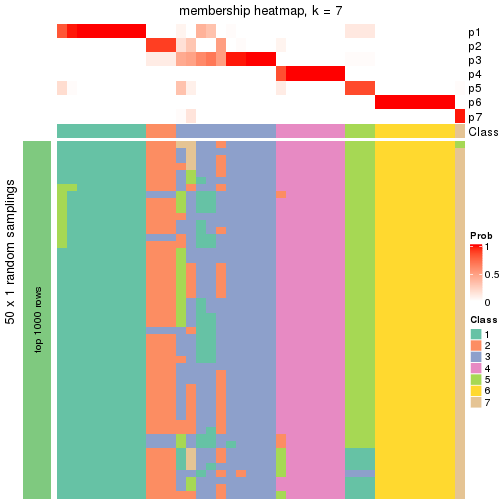 membership heatmap, k = 7
p1
p2
p3
p4
p5
p6
p7
Class
50 x 1 random samplings
top 1000 rows
Prob
1
0.5
0
Class
1
2
3
4
5
6
7